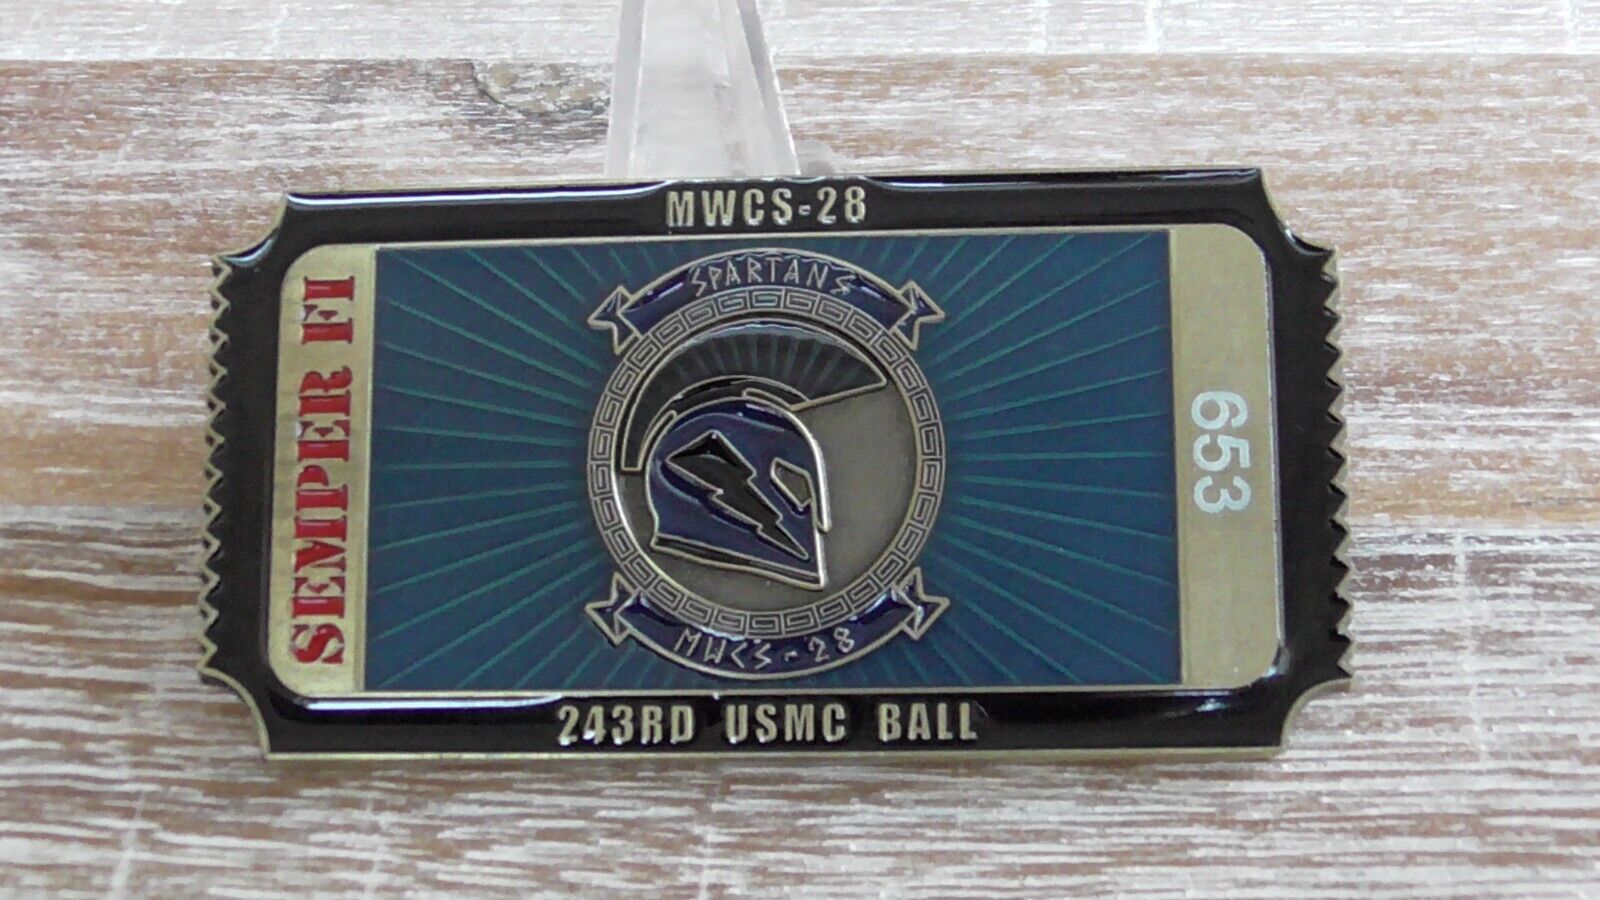 MWCS-28
SPARTANS
SEMPER FI
653
MWCS-28
243RD USMC BALL